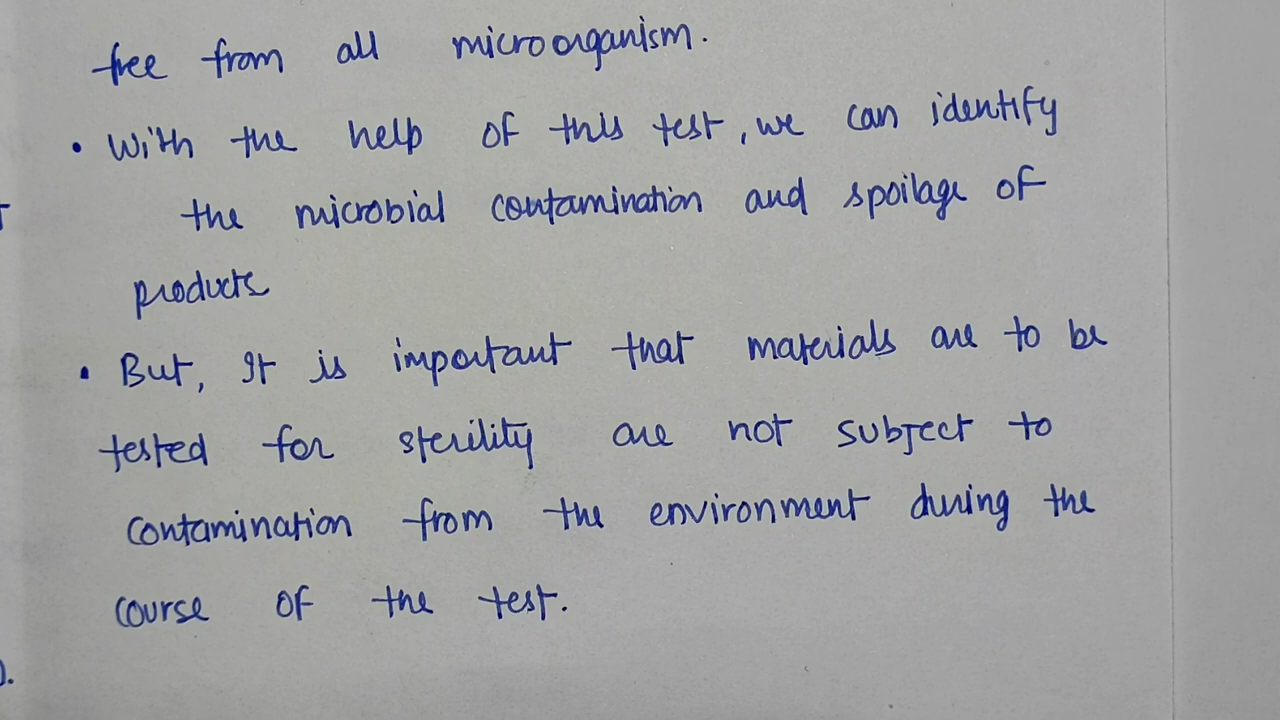 free from all microorganism.
• With the help of this test, we can identify
the microbial contamination and spoilage of
products
• But, It is important that materials are to be
tested for sterility are not subject to
contamination from the environment during the
course of the test.